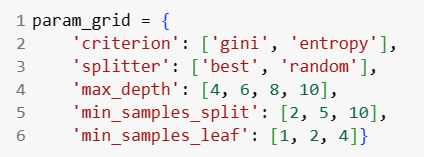 1 param_grid = {
2     'criterion': ['gini', 'entropy'],
3     'splitter': ['best', 'random'],
4     'max_depth': [4, 6, 8, 10],
5     'min_samples_split': [2, 5, 10],
6     'min_samples_leaf': [1, 2, 4]}